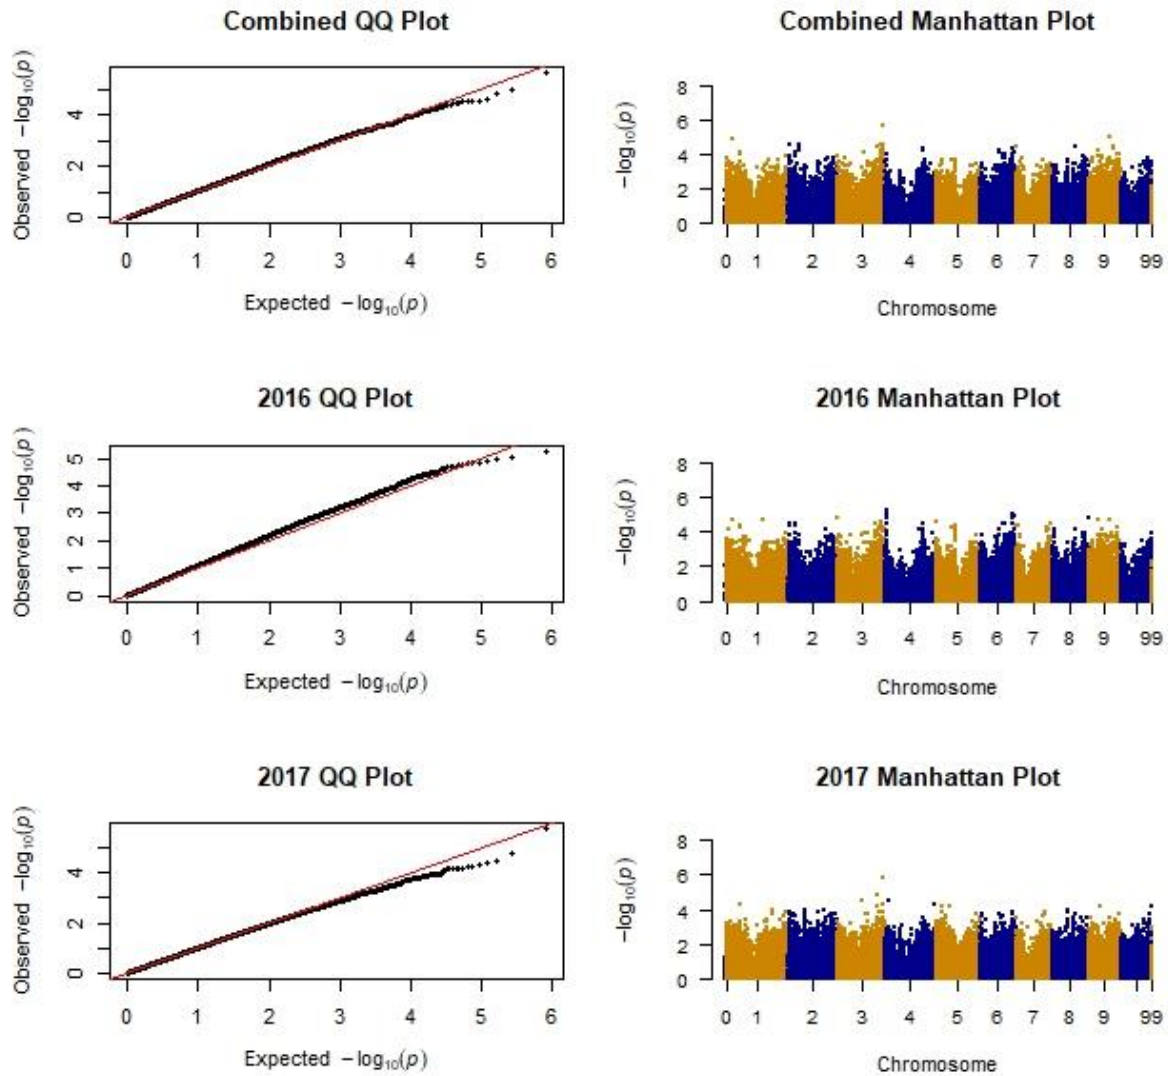 Combined QQ Plot
Observed −log10(p)
4
2
0
0 1 2 3 4 5 6
Expected −log10(p)
Combined Manhattan Plot
−log10(p)
8
6
4
2
0
0 1 2 3 4 5 6 7 8 9 99
Chromosome
2016 QQ Plot
Observed −log10(p)
5
4
3
2
1
0
0 1 2 3 4 5 6
Expected −log10(p)
2016 Manhattan Plot
−log10(p)
8
6
4
2
0
0 1 2 3 4 5 6 7 8 9 99
Chromosome
2017 QQ Plot
Observed −log10(p)
4
2
0
0 1 2 3 4 5 6
Expected −log10(p)
2017 Manhattan Plot
−log10(p)
8
6
4
2
0
0 1 2 3 4 5 6 7 8 9 99
Chromosome